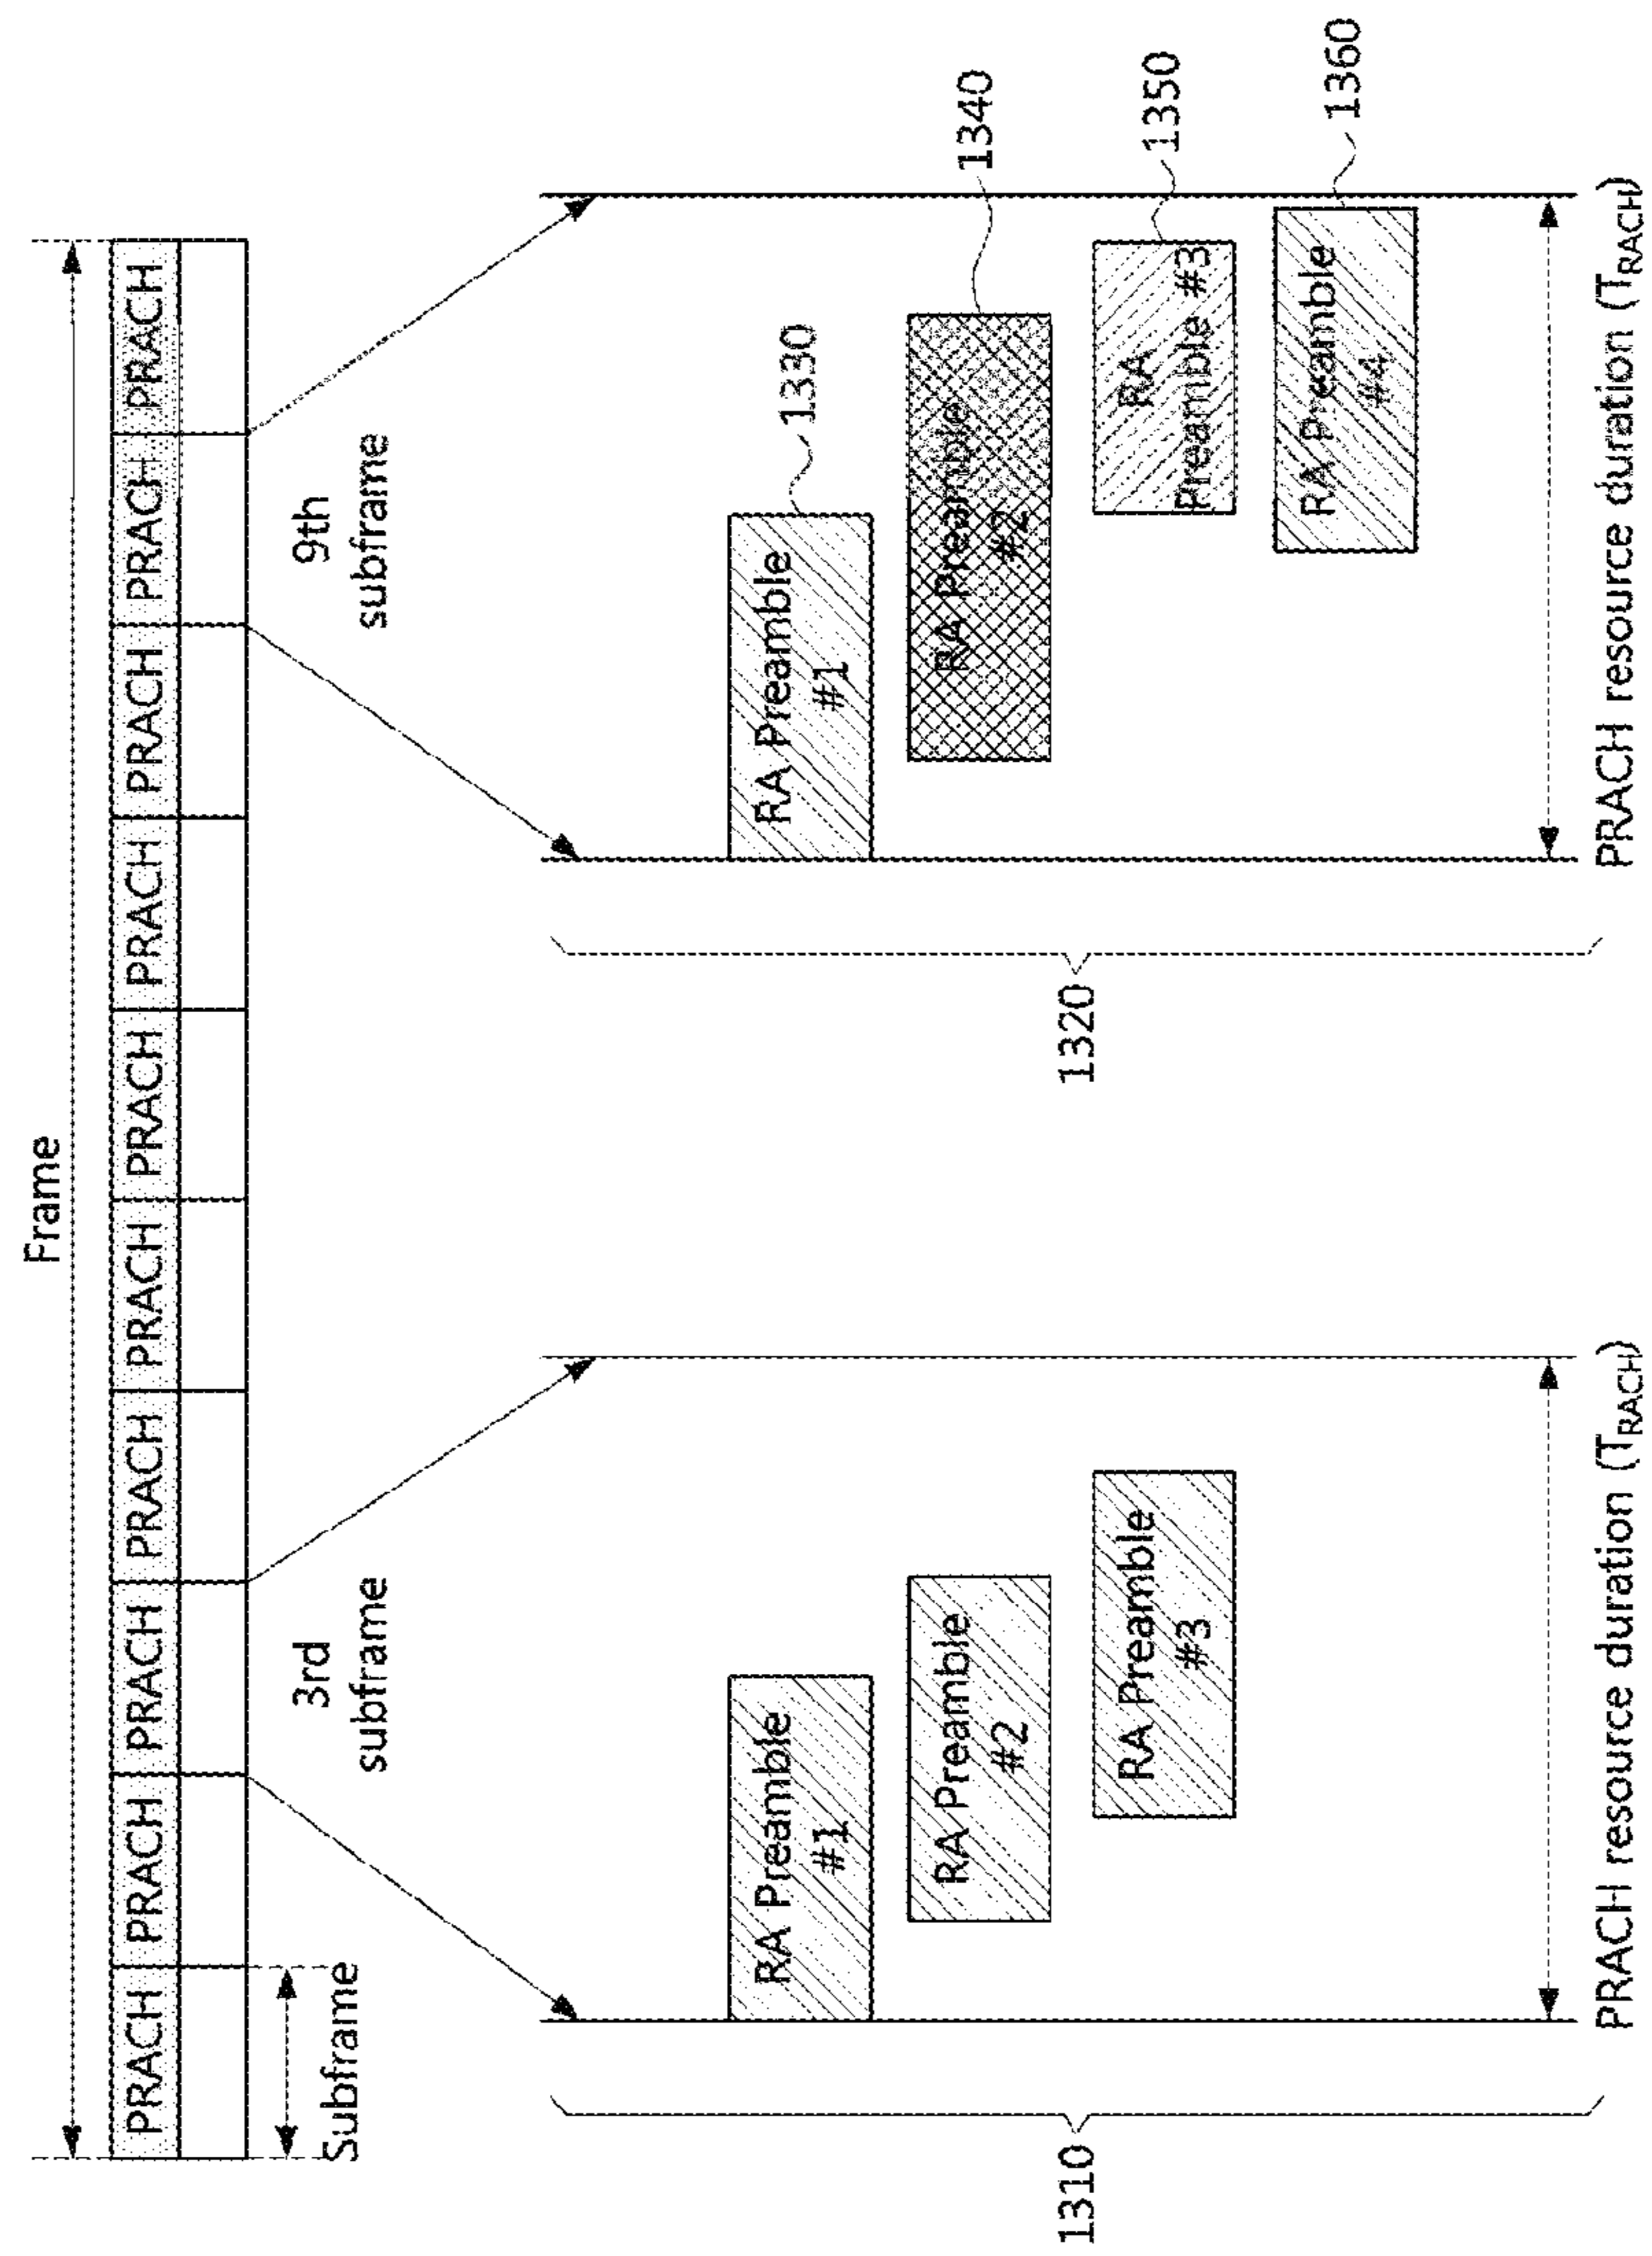 Frame
PRACH PRACH PRACH PRACH PRACH PRACH PRACH PRACH PRACH PRACH
Subframe
3rd
subframe
9th
subframe
1310
RA Preamble
#1
RA Preamble
#2
RA Preamble
#3
PRACH resource duration (TRACH)
1320
RA Preamble
#1
1330
RA Preamble
#2
1340
RA
Preamble #3
1350
RA Preamble
#4
1360
PRACH resource duration (TRACH)